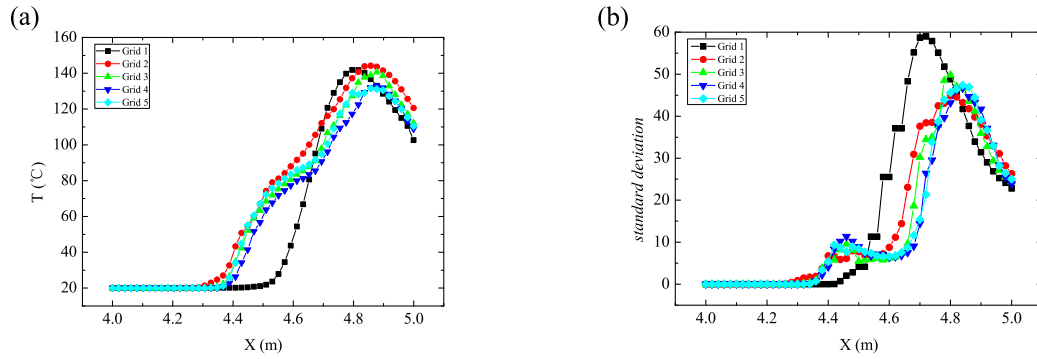 (a)
160
140
120
100
80
60
40
20
T (℃)
Grid 1
Grid 2
Grid 3
Grid 4
Grid 5
4.0
4.2
4.4
4.6
4.8
5.0
X (m)
(b)
60
50
40
30
20
10
0
standard deviation
Grid 1
Grid 2
Grid 3
Grid 4
Grid 5
4.0
4.2
4.4
4.6
4.8
5.0
X (m)